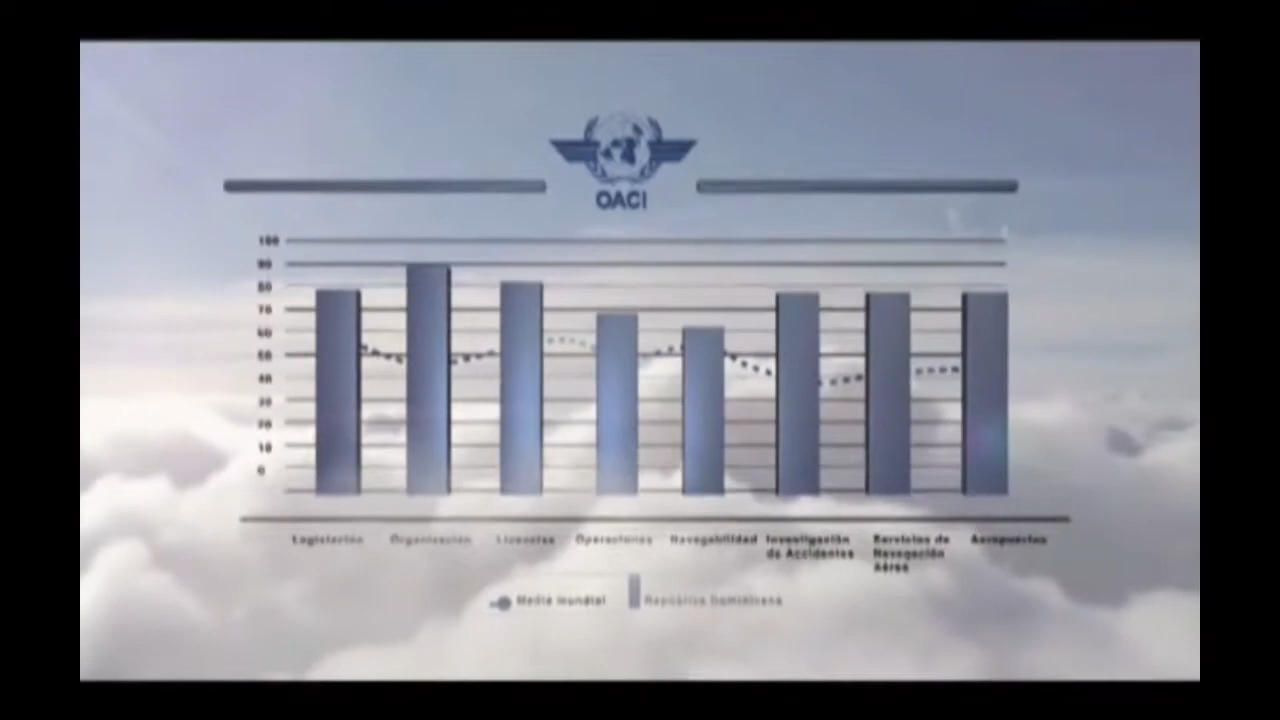 OACI
100
90
80
70
60
50
40
30
20
10
0
Legislación
Organización
Licencias
Operaciones
Navegabilidad
Investigación
de Accidentes
Servicios de
Navegación
Aérea
Aeropuertos
Media mundial
República Dominicana